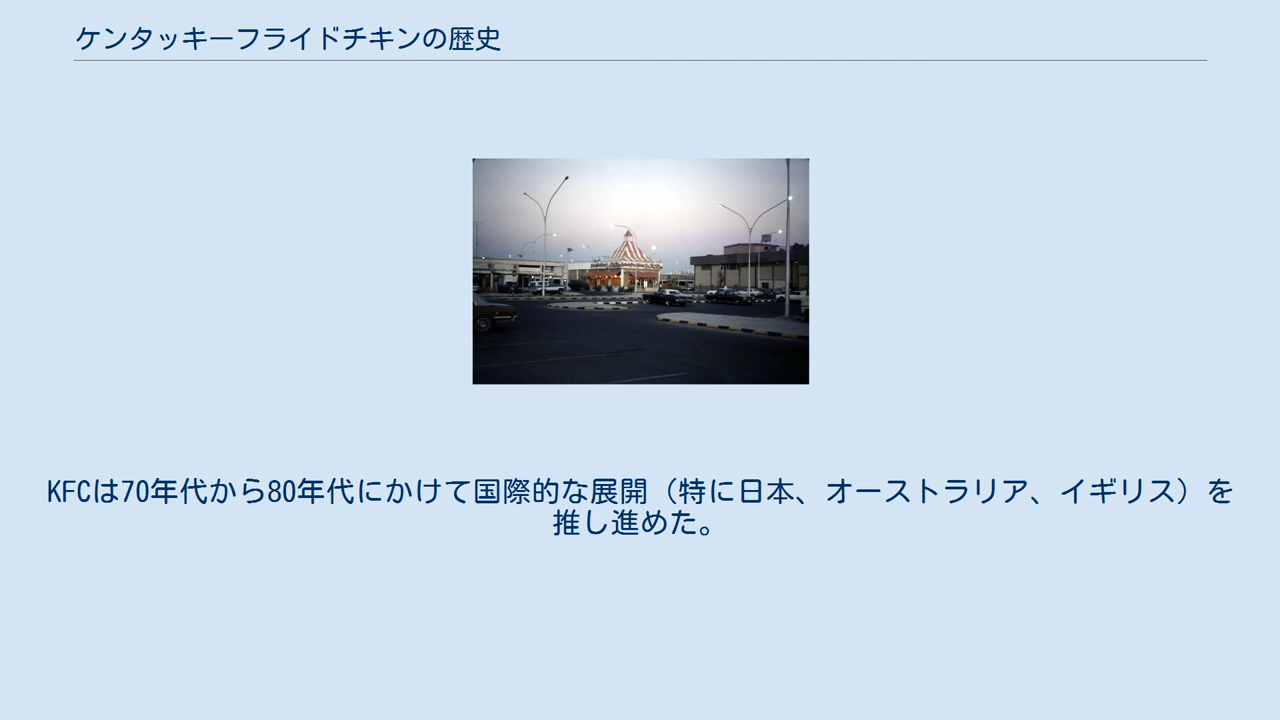 ケンタッキーフライドチキンの歴史
KFCは70年代から80年代にかけて国際的な展開（特に日本、オーストラリア、イギリス）を
推し進めた。